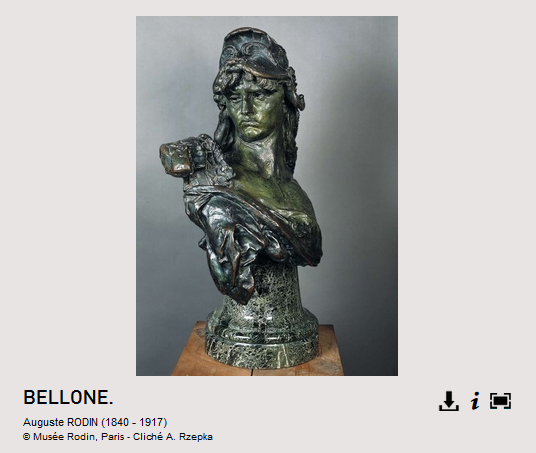 BELLONE.
Auguste RODIN (1840 - 1917)
© Musée Rodin, Paris - Cliché A. Rzepka